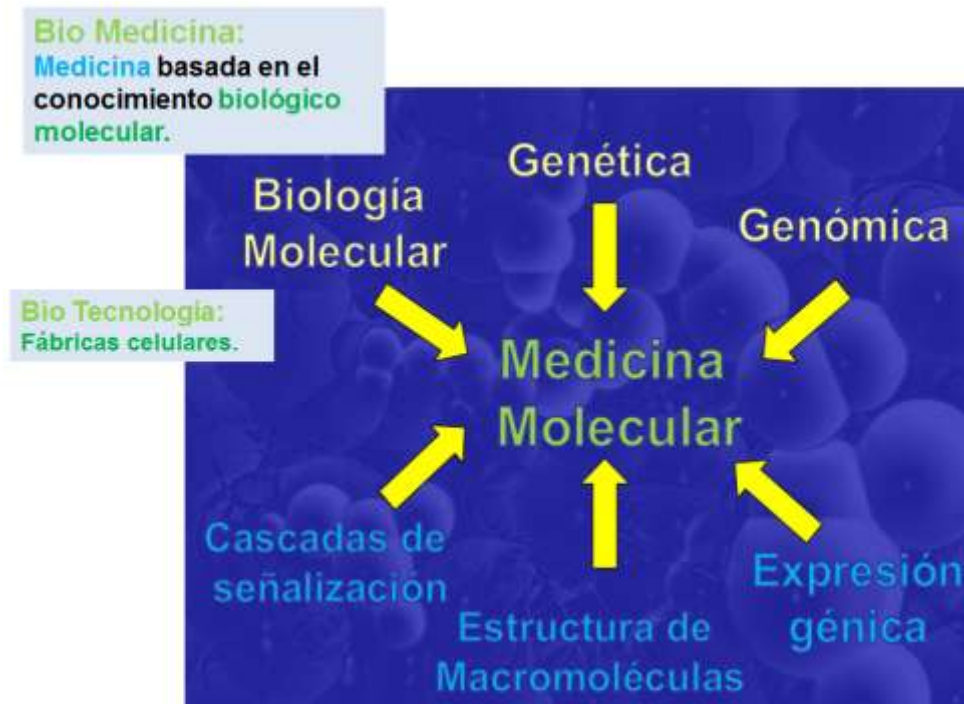 Bio Medicina:
Medicina basada en el
conocimiento biológico
molecular.
Genética
Biología
Molecular
Genómica
Bio Tecnología:
Fábricas celulares.
Medicina
Molecular
Cascadas de
señalización
Expresión
génica
Estructura de
Macromoléculas